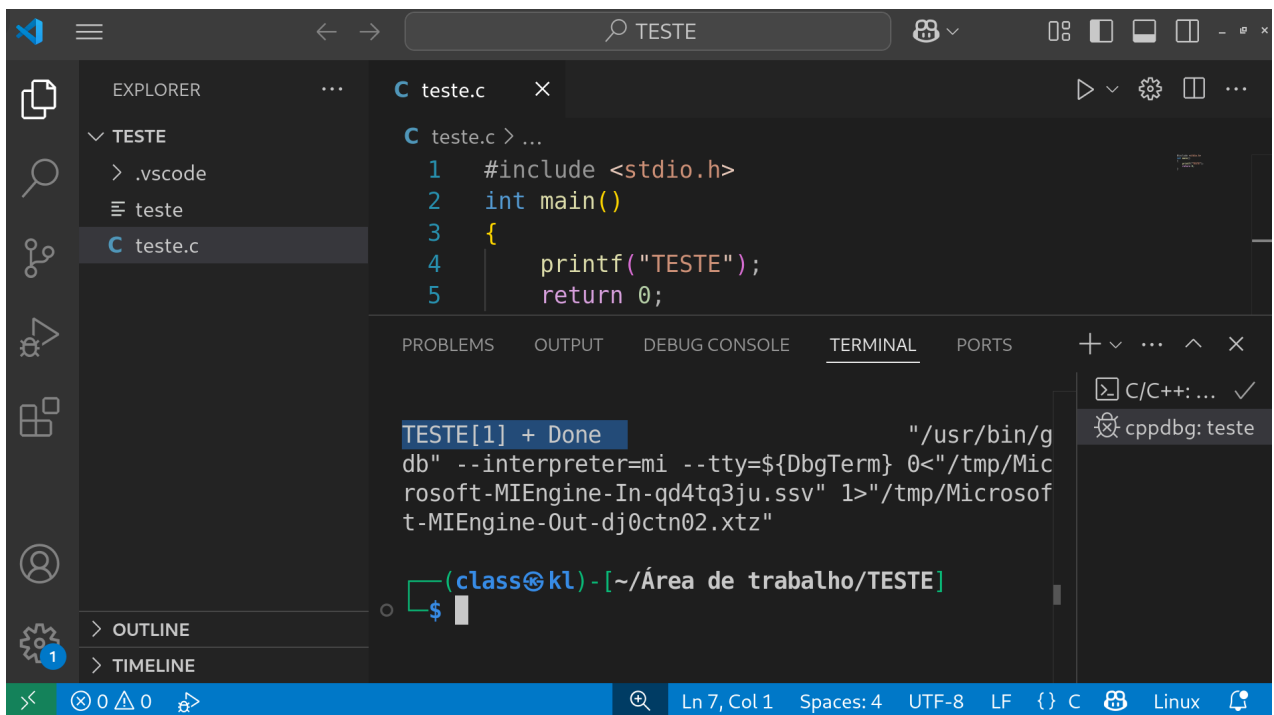 TESTE
EXPLORER
TESTE
.vscode
teste
C teste.c
OUTLINE
TIMELINE
C teste.c
C teste.c > ...
1 #include <stdio.h>
2 int main()
3 {
4 printf("TESTE");
5 return 0;
PROBLEMS OUTPUT DEBUG CONSOLE TERMINAL PORTS
TESTE[1] + Done "/usr/bin/g
db" --interpreter=mi --tty=${DbgTerm} 0<"/tmp/Mic
rosoft-MIEngine-In-qd4tq3ju.ssv" 1>"/tmp/Microsof
t-MIEngine-Out-dj0ctn02.xtz"
┌──(class㉿kl)-[~/Área de trabalho/TESTE]
└─$
C/C++: ...
cppdbg: teste
1
0 0 Ln 7, Col 1 Spaces: 4 UTF-8 LF {} C Linux